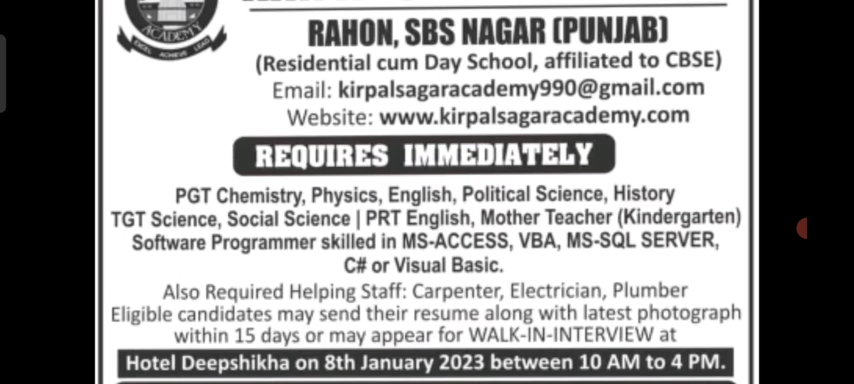 ACADEMY
EXCEL ACHIEVE LEAD
RAHON, SBS NAGAR (PUNJAB)
(Residential cum Day School, affiliated to CBSE)
Email: kirpalsagaracademy990@gmail.com
Website: www.kirpalsagaracademy.com
REQUIRES IMMEDIATELY
PGT Chemistry, Physics, English, Political Science, History
TGT Science, Social Science | PRT English, Mother Teacher (Kindergarten)
Software Programmer skilled in MS-ACCESS, VBA, MS-SQL SERVER,
C# or Visual Basic.
Also Required Helping Staff: Carpenter, Electrician, Plumber
Eligible candidates may send their resume along with latest photograph
within 15 days or may appear for WALK-IN-INTERVIEW at
Hotel Deepshikha on 8th January 2023 between 10 AM to 4 PM.